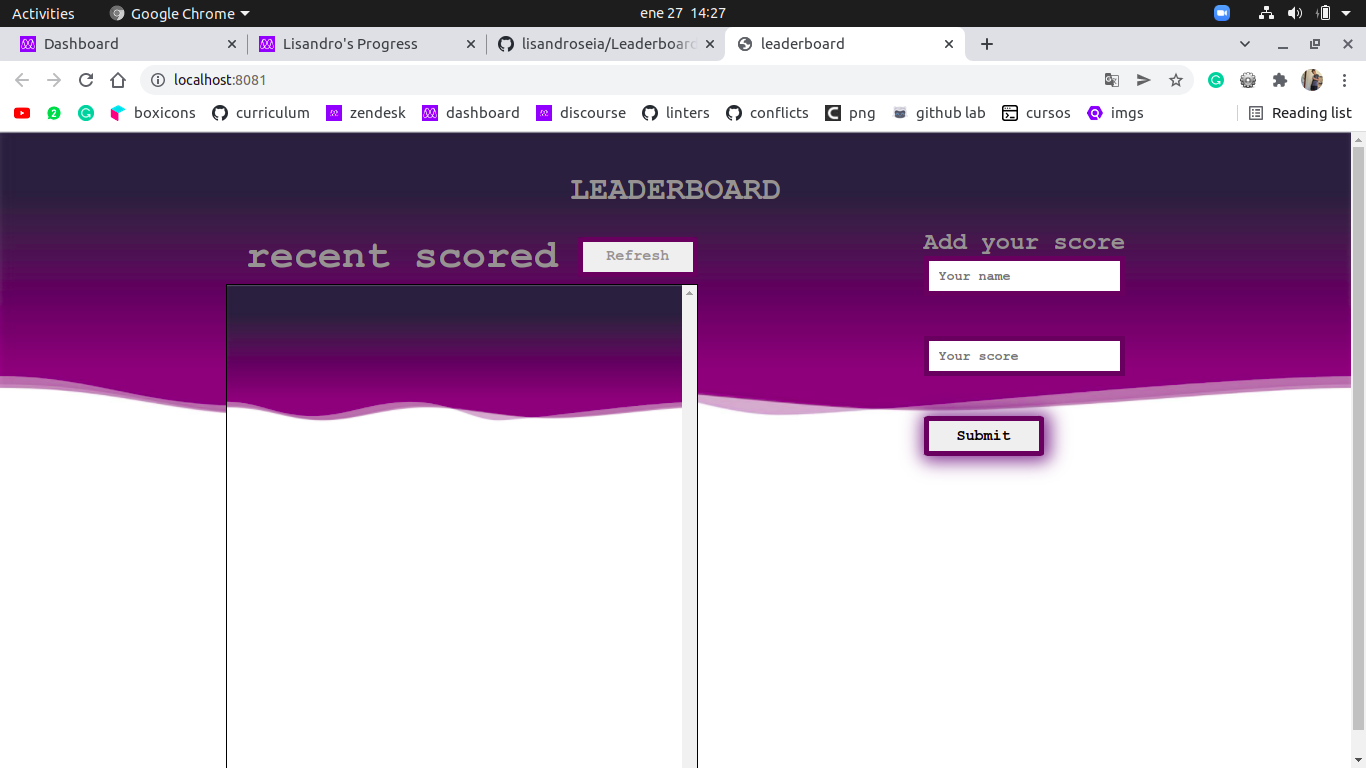 Activities Google Chrome ene 27 14:27
Dashboard Lisandro's Progress lisandroseia/Leaderboard leaderboard
localhost:8081
2 boxicons curriculum zendesk dashboard discourse linters conflicts png github lab cursos imgs Reading list
LEADERBOARD
recent scored Refresh
Add your score
Your name
Your score
Submit